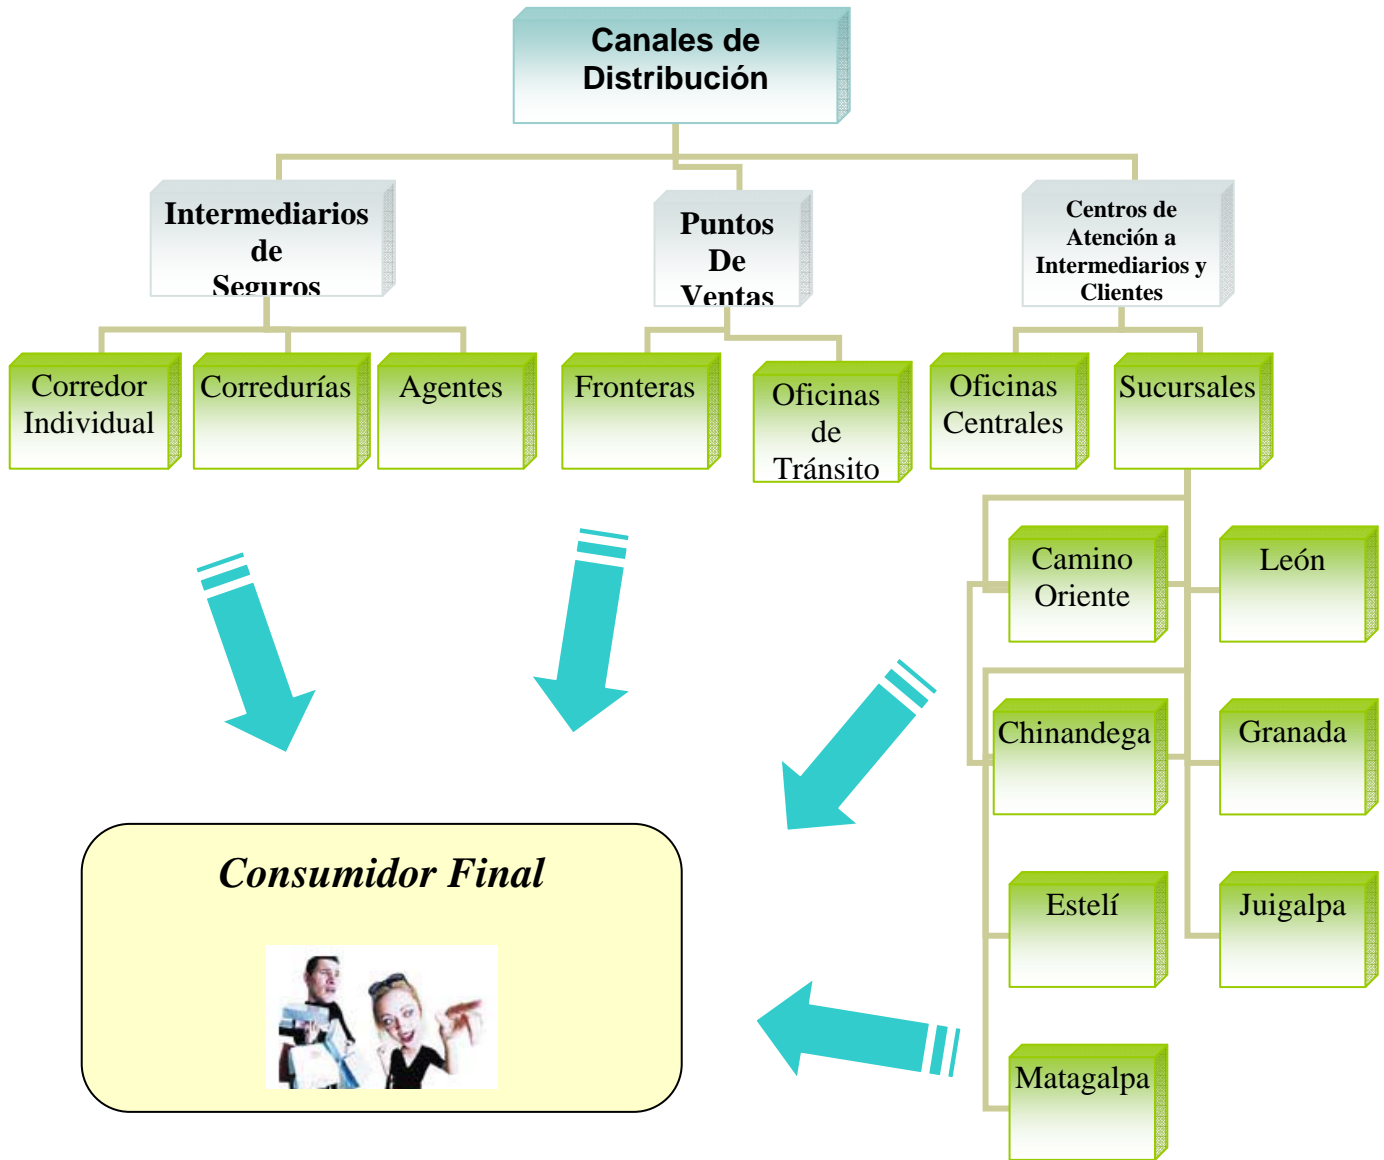 Canales de
Distribución
Intermediarios
de
Seguros
Puntos
De
Ventas
Centros de
Atención a
Intermediarios y
Clientes
Corredor
Individual
Corredurías
Agentes
Fronteras
Oficinas
de
Tránsito
Oficinas
Centrales
Sucursales
Camino
Oriente
León
Chinandega
Granada
Estelí
Juigalpa
Matagalpa
Consumidor Final